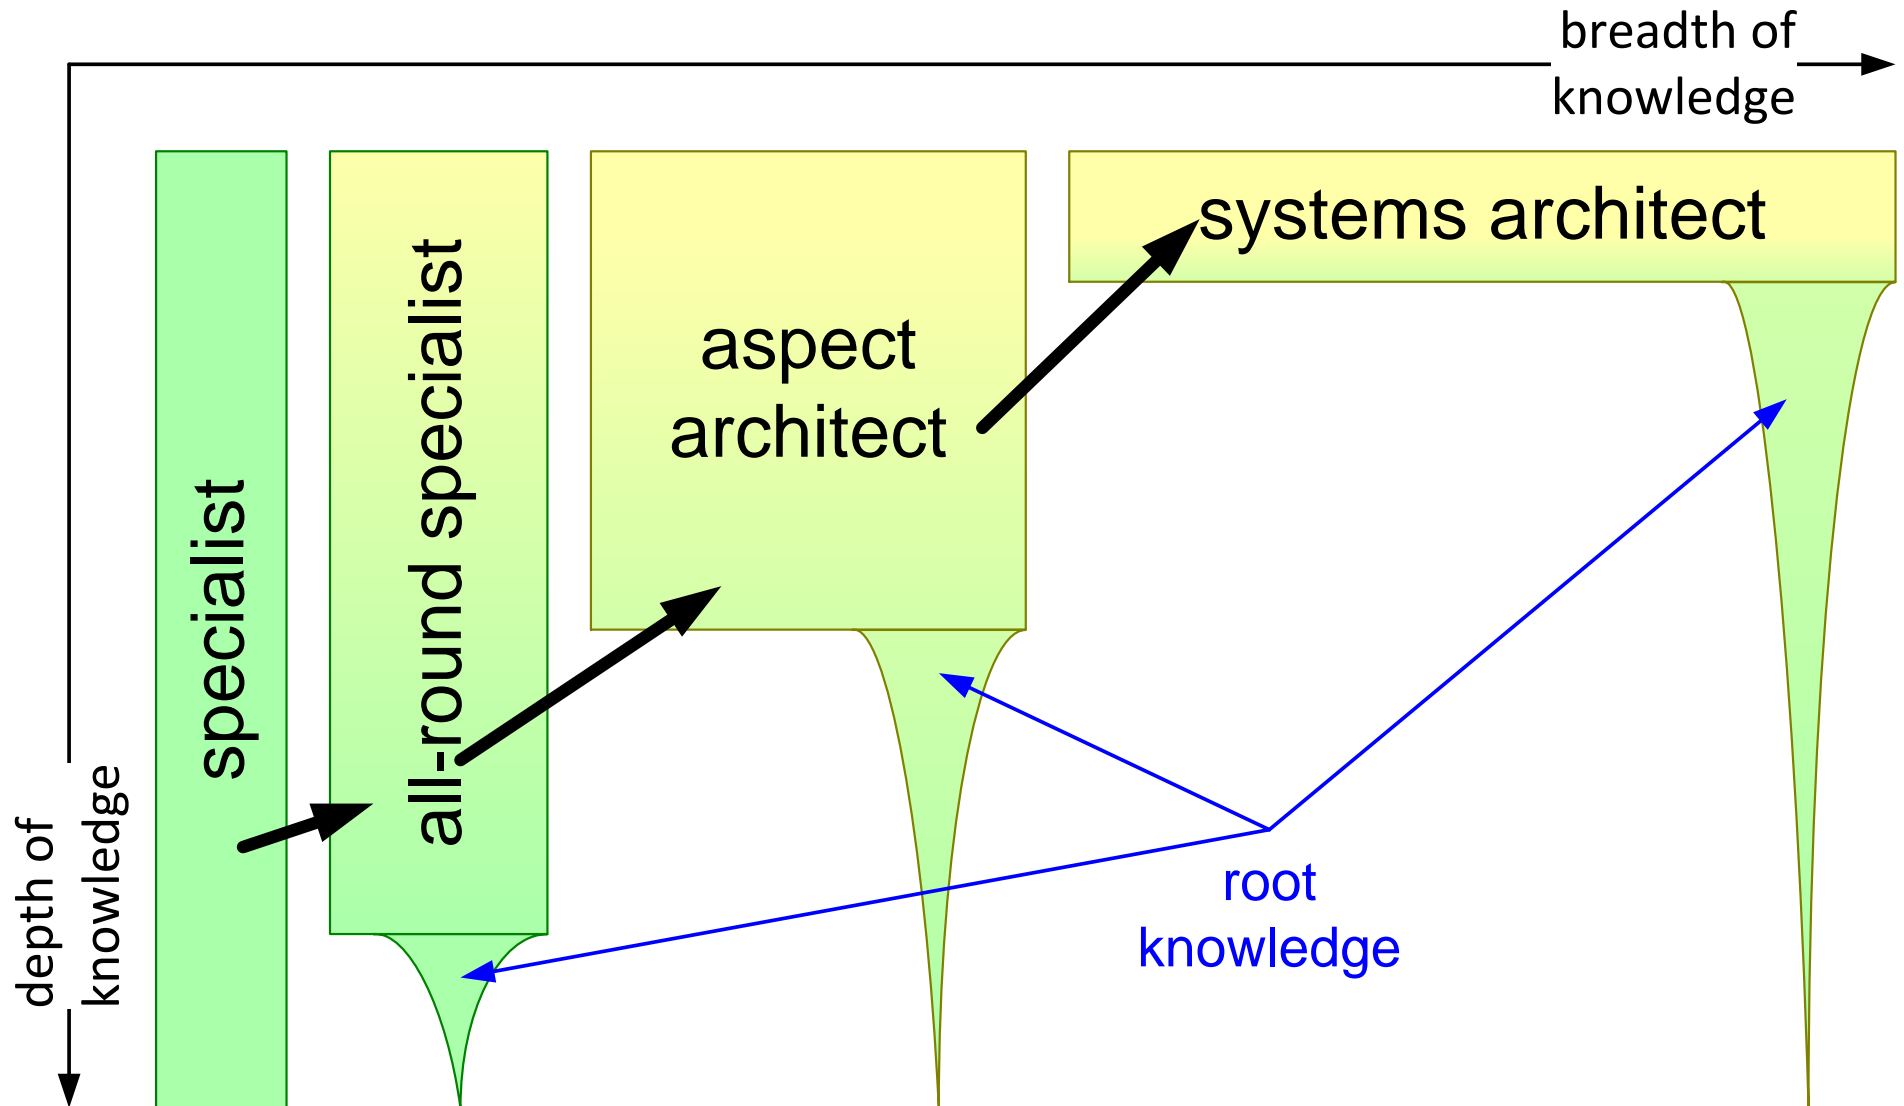 breadth of
knowledge
systems architect
aspect
architect
all-round specialist
specialist
depth of
knowledge
root
knowledge